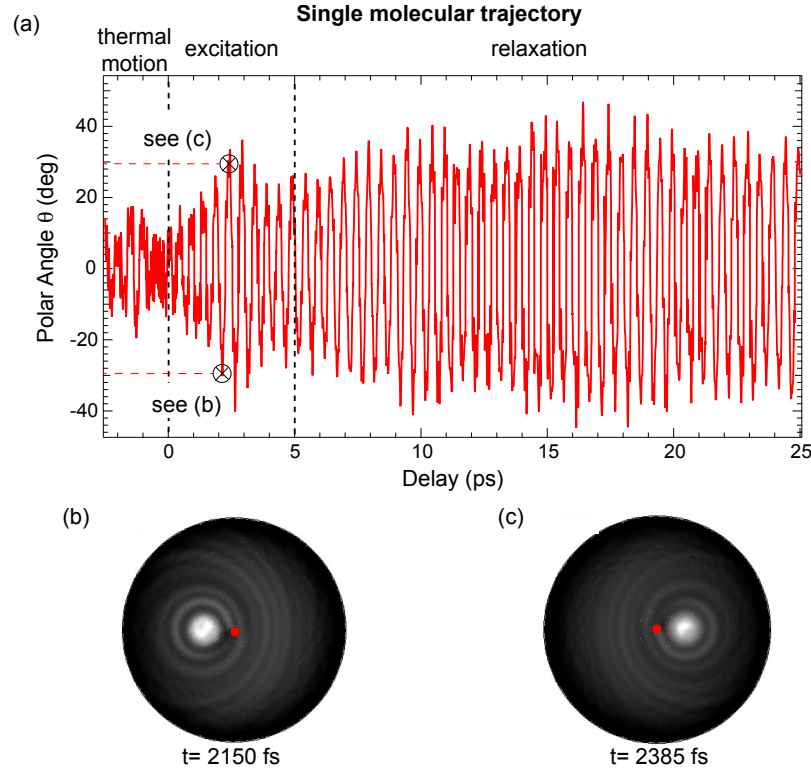 Single molecular trajectory
(a)
thermal
motion
excitation
relaxation
see (c)
see (b)
Polar Angle θ (deg)
40
20
0
-20
-40
0
5
10
15
20
25
Delay (ps)
(b)
(c)
t= 2150 fs
t= 2385 fs